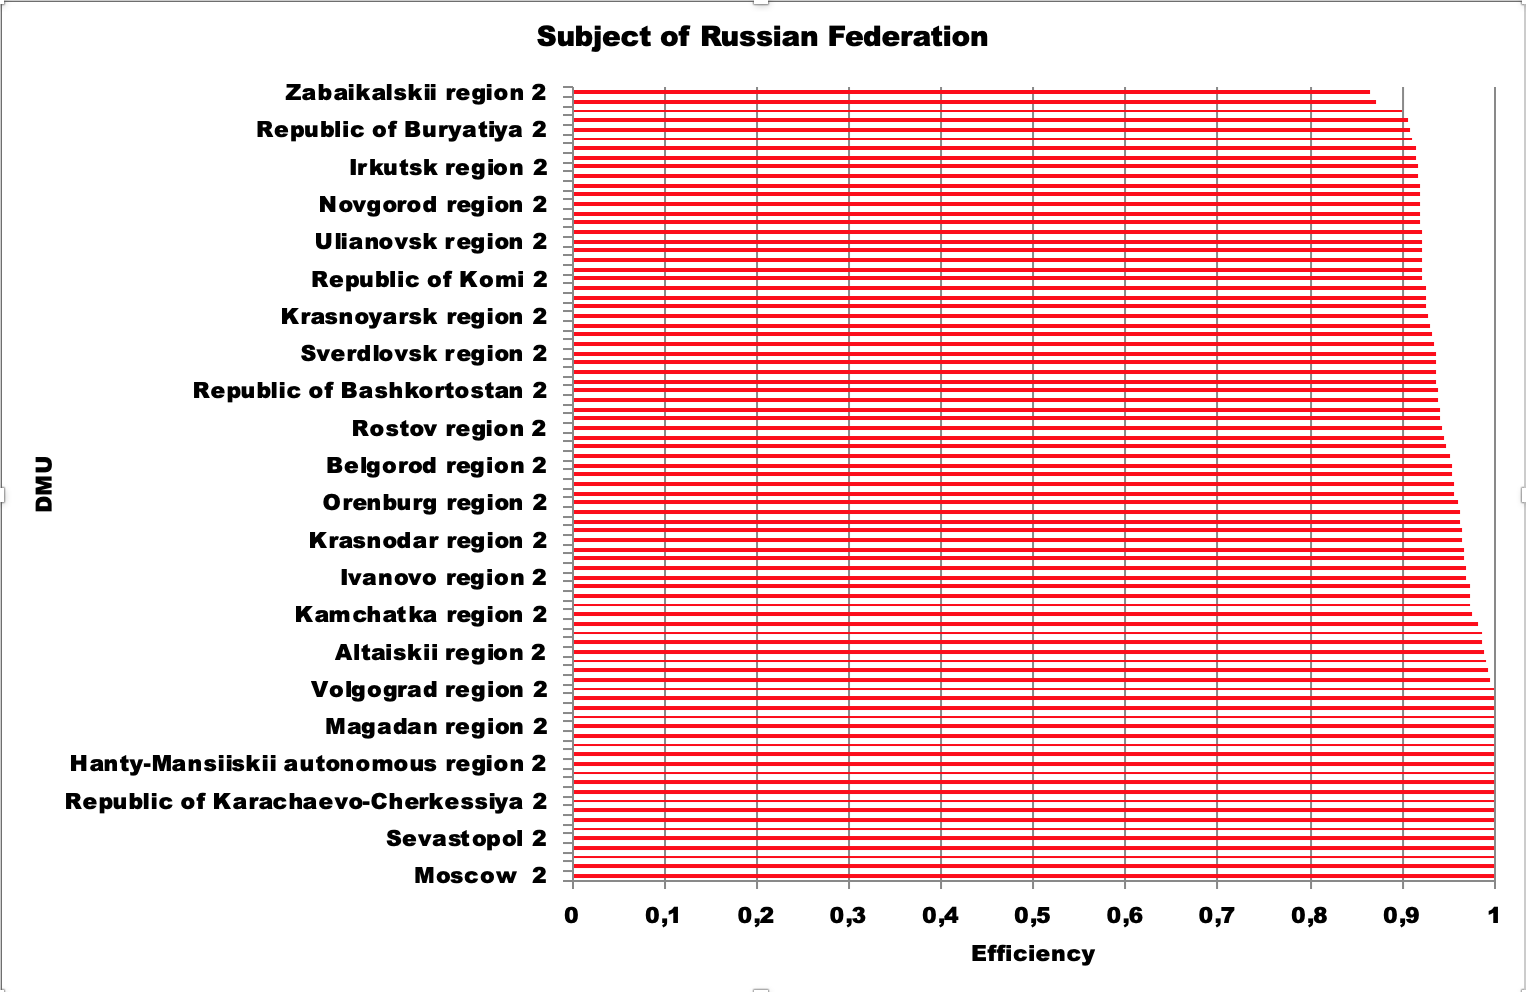 Subject of Russian Federation
Zabaikalskii region 2
Republic of Buryatiya 2
Irkutsk region 2
Novgorod region 2
Ulianovsk region 2
Republic of Komi 2
Krasnoyarsk region 2
Sverdlovsk region 2
Republic of Bashkortostan 2
Rostov region 2
DMU
Belgorod region 2
Orenburg region 2
Krasnodar region 2
Ivanovo region 2
Kamchatka region 2
Altaiskii region 2
Volgograd region 2
Magadan region 2
Hanty-Mansiiskii autonomous region 2
Republic of Karachaevo-Cherkessiya 2
Sevastopol 2
Moscow 2
0 0,1 0,2 0,3 0,4 0,5 0,6 0,7 0,8 0,9 1
Efficiency